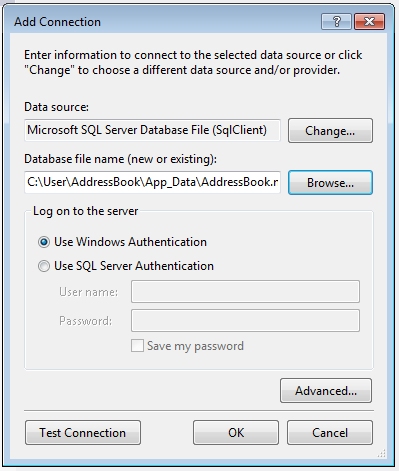 Add Connection
Enter information to connect to the selected data source or click
"Change" to choose a different data source and/or provider.
Data source:
Microsoft SQL Server Database File (SqlClient)
Change...
Database file name (new or existing):
C:\User\AddressBook\App_Data\AddressBook.r
Browse...
Log on to the server
Use Windows Authentication
Use SQL Server Authentication
User name:
Password:
Save my password
Advanced...
Test Connection
OK
Cancel